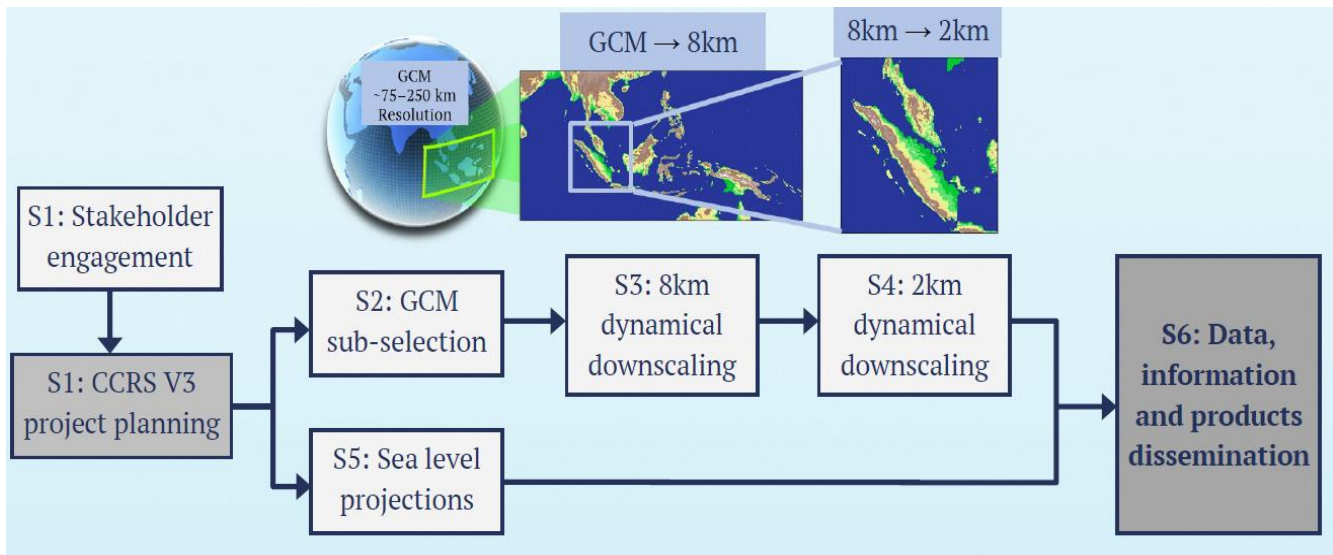 GCM → 8km
8km → 2km
GCM
~75–250 km
Resolution
S1: Stakeholder
engagement
S1: CCRS V3
project planning
S2: GCM
sub-selection
S3: 8km
dynamical
downscaling
S4: 2km
dynamical
downscaling
S5: Sea level
projections
S6: Data,
information
and products
dissemination